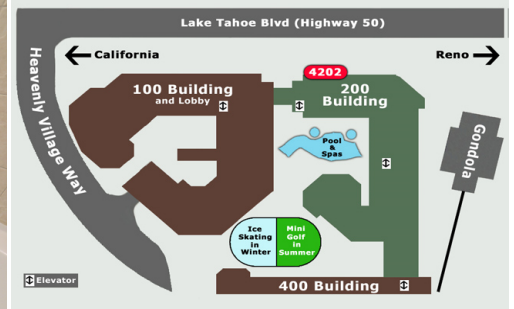 Lake Tahoe Blvd (Highway 50)
California
Reno
Heavenly Village Way
4202
100 Building
and Lobby
200
Building
Pool
&
Spas
Gondola
Ice
Skating
in
Winter
Mini
Golf
in
Summer
Elevator
400 Building